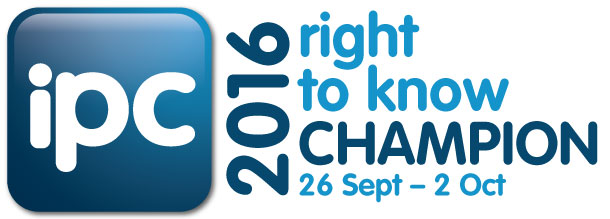 ipc
2016
right
to know
CHAMPION
26 Sept – 2 Oct